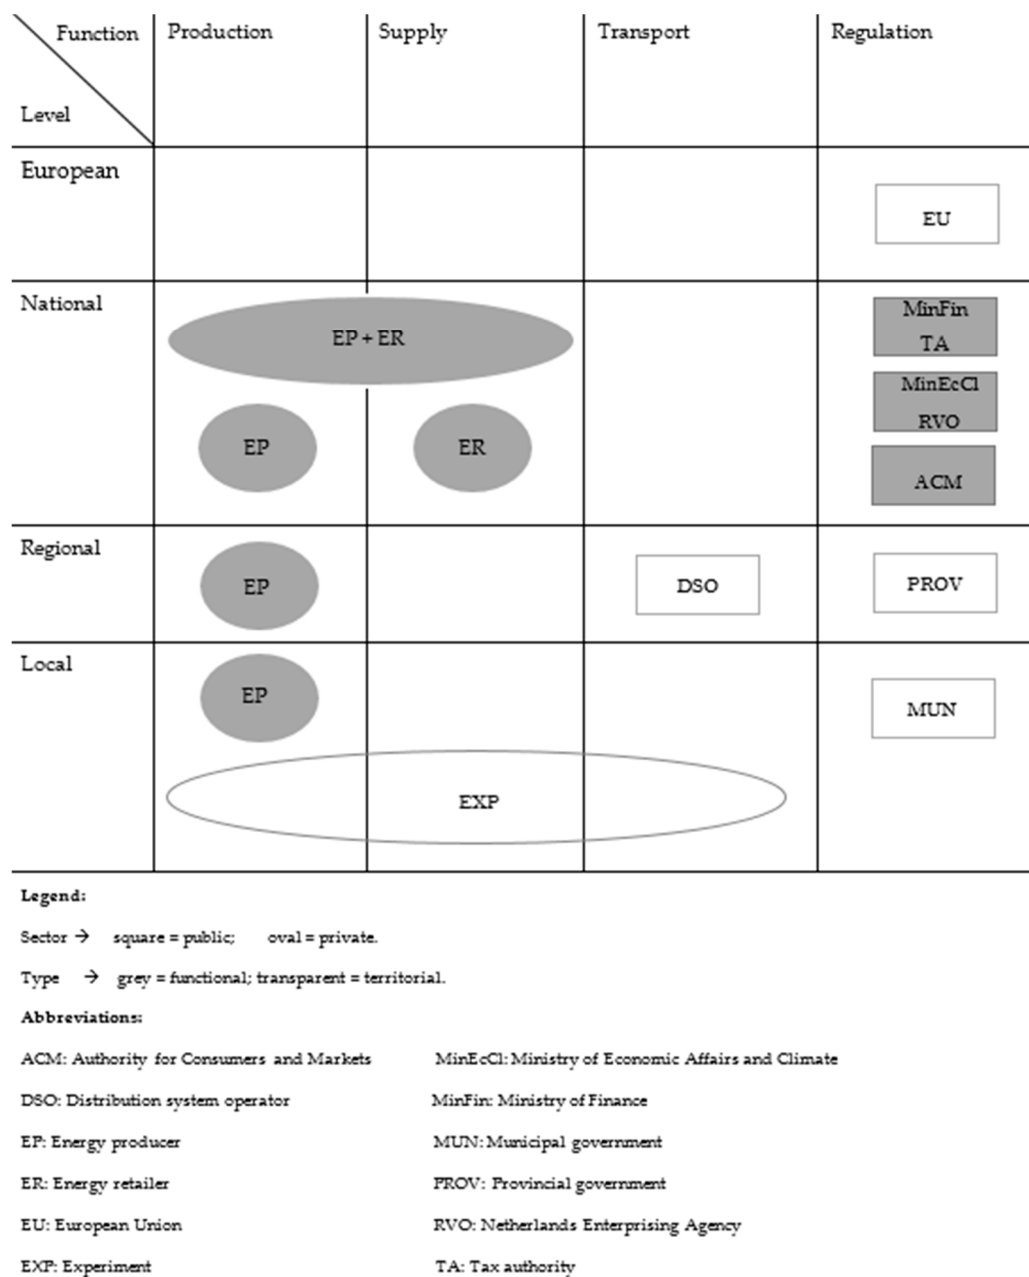 Function Production Supply Transport Regulation
Level
European
EU
National
MinFin
EP + ER
TA
MinEcCl
RVO
EP ER
ACM
Regional
EP DSO PROV
Local
EP
MUN
EXP
Legend:
Sector → square = public; oval = private.
Type → grey = functional; transparent = territorial.
Abbreviations:
ACM: Authority for Consumers and Markets MinEcCl: Ministry of Economic Affairs and Climate
DSO: Distribution system operator MinFin: Ministry of Finance
EP: Energy producer MUN: Municipal government
ER: Energy retailer PROV: Provincial government
EU: European Union RVO: Netherlands Enterprising Agency
EXP: Experiment TA: Tax authority